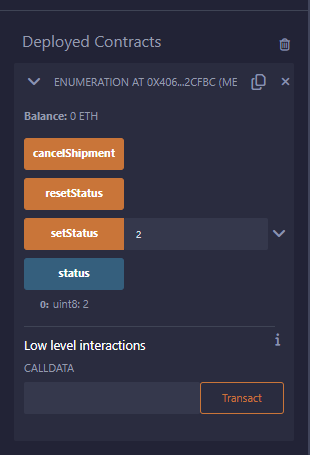 Deployed Contracts
ENUMERATION AT 0X406...2CFBC (ME
Balance: 0 ETH
cancelShipment
resetStatus
setStatus 2
status
0: uint8: 2
Low level interactions
CALLDATA
Transact